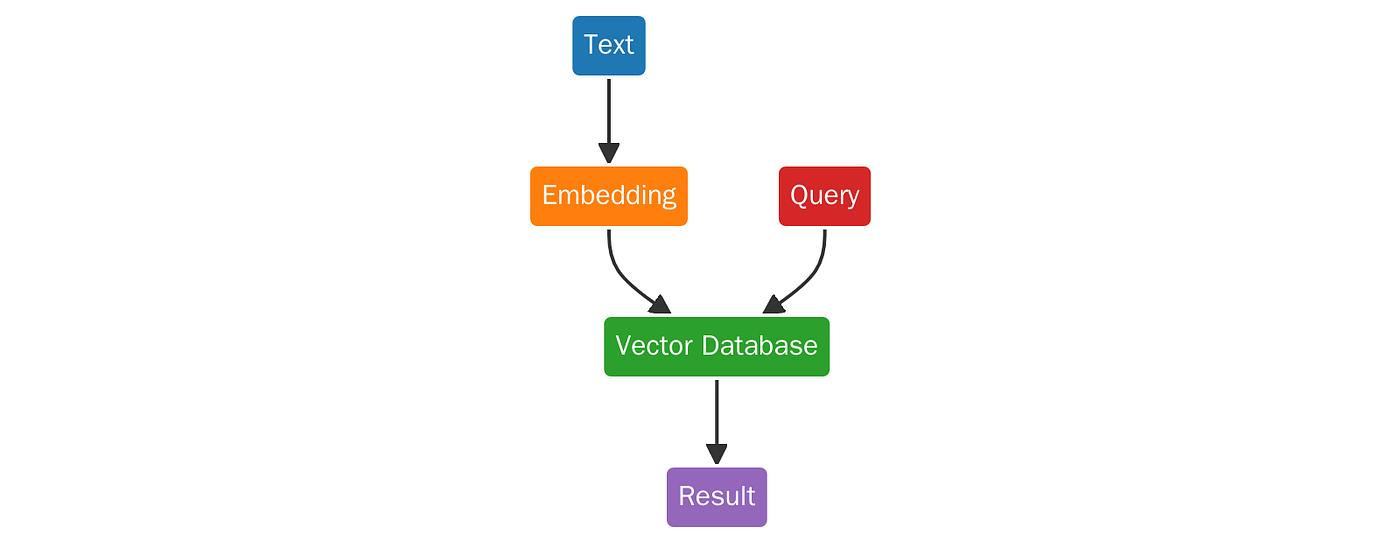 Text
Embedding
Query
Vector Database
Result